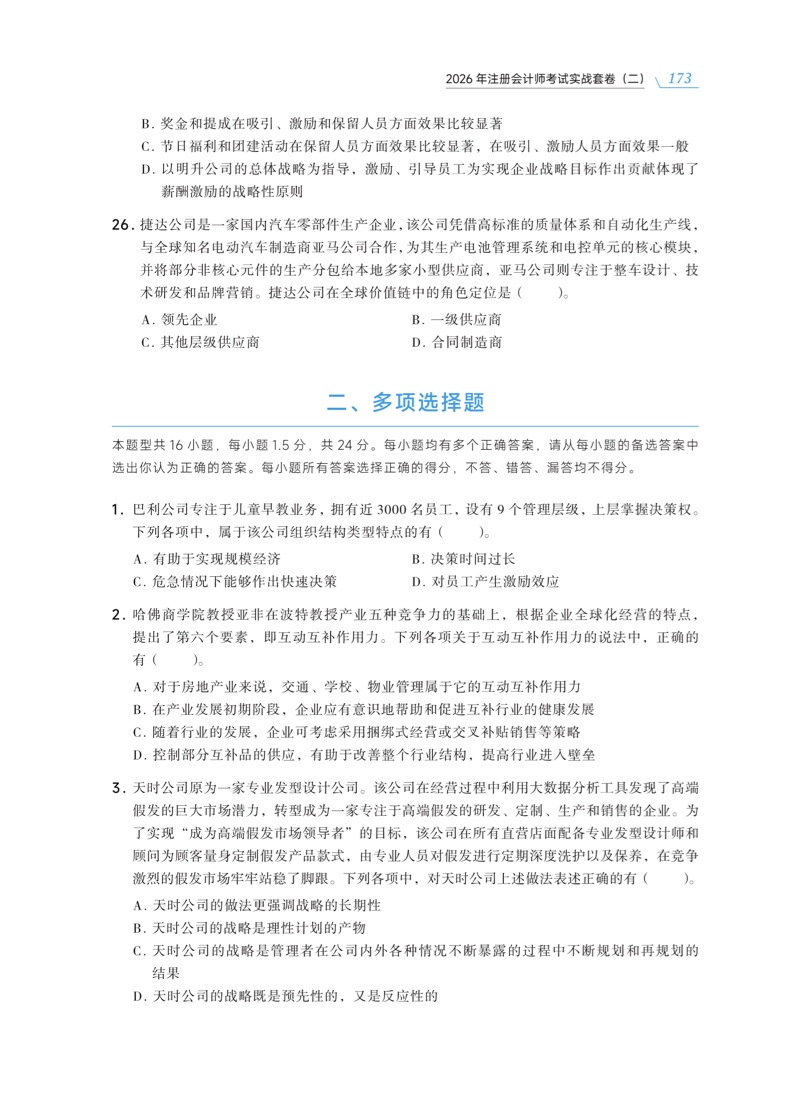 2026 年注册会计师考试实战套卷（二） 173
B. 奖金和提成在吸引、激励和保留人员方面效果比较显著
C. 节日福利和团建活动在保留人员方面效果比较显著，在吸引、激励人员方面效果一般
D. 以明升公司的总体战略为指导，激励、引导员工为实现企业战略目标作出贡献体现了
薪酬激励的战略性原则
26. 捷达公司是一家国内汽车零部件生产企业，该公司凭借高标准的质量体系和自动化生产线，
与全球知名电动汽车制造商亚马公司合作，为其生产电池管理系统和电控单元的核心模块，
并将部分非核心元件的生产分包给本地多家小型供应商，亚马公司则专注于整车设计、技
术研发和品牌营销。捷达公司在全球价值链中的角色定位是（　　）。
A. 领先企业 B. 一级供应商
C. 其他层级供应商 D. 合同制造商
二、多项选择题
本题型共 16 小题，每小题 1.5 分，共 24 分。每小题均有多个正确答案，请从每小题的备选答案中
选出你认为正确的答案。每小题所有答案选择正确的得分，不答、错答、漏答均不得分。
1. 巴利公司专注于儿童早教业务，拥有近 3000 名员工，设有 9 个管理层级，上层掌握决策权。
下列各项中，属于该公司组织结构类型特点的有（　　）。
A. 有助于实现规模经济 B. 决策时间过长
C. 危急情况下能够作出快速决策 D. 对员工产生激励效应
2. 哈佛商学院教授亚非在波特教授产业五种竞争力的基础上，根据企业全球化经营的特点，
提出了第六个要素，即互动互补作用力。下列各项关于互动互补作用力的说法中，正确的
有（　　）。
A. 对于房地产业来说，交通、学校、物业管理属于它的互动互补作用力
B. 在产业发展初期阶段，企业应有意识地帮助和促进互补行业的健康发展
C. 随着行业的发展，企业可考虑采用捆绑式经营或交叉补贴销售等策略
D. 控制部分互补品的供应，有助于改善整个行业结构，提高行业进入壁垒
3. 天时公司原为一家专业发型设计公司。该公司在经营过程中利用大数据分析工具发现了高端
假发的巨大市场潜力，转型成为一家专注于高端假发的研发、定制、生产和销售的企业。为
了实现“成为高端假发市场领导者”的目标，该公司在所有直营店面配备专业发型设计师和
顾问为顾客量身定制假发产品款式，由专业人员对假发进行定期深度洗护以及保养，在竞争
激烈的假发市场牢牢站稳了脚跟。下列各项中，对天时公司上述做法表述正确的有（　　）。
A. 天时公司的做法更强调战略的长期性
B. 天时公司的战略是理性计划的产物
C. 天时公司的战略是管理者在公司内外各种情况不断暴露的过程中不断规划和再规划的
结果
D. 天时公司的战略既是预先性的，又是反应性的